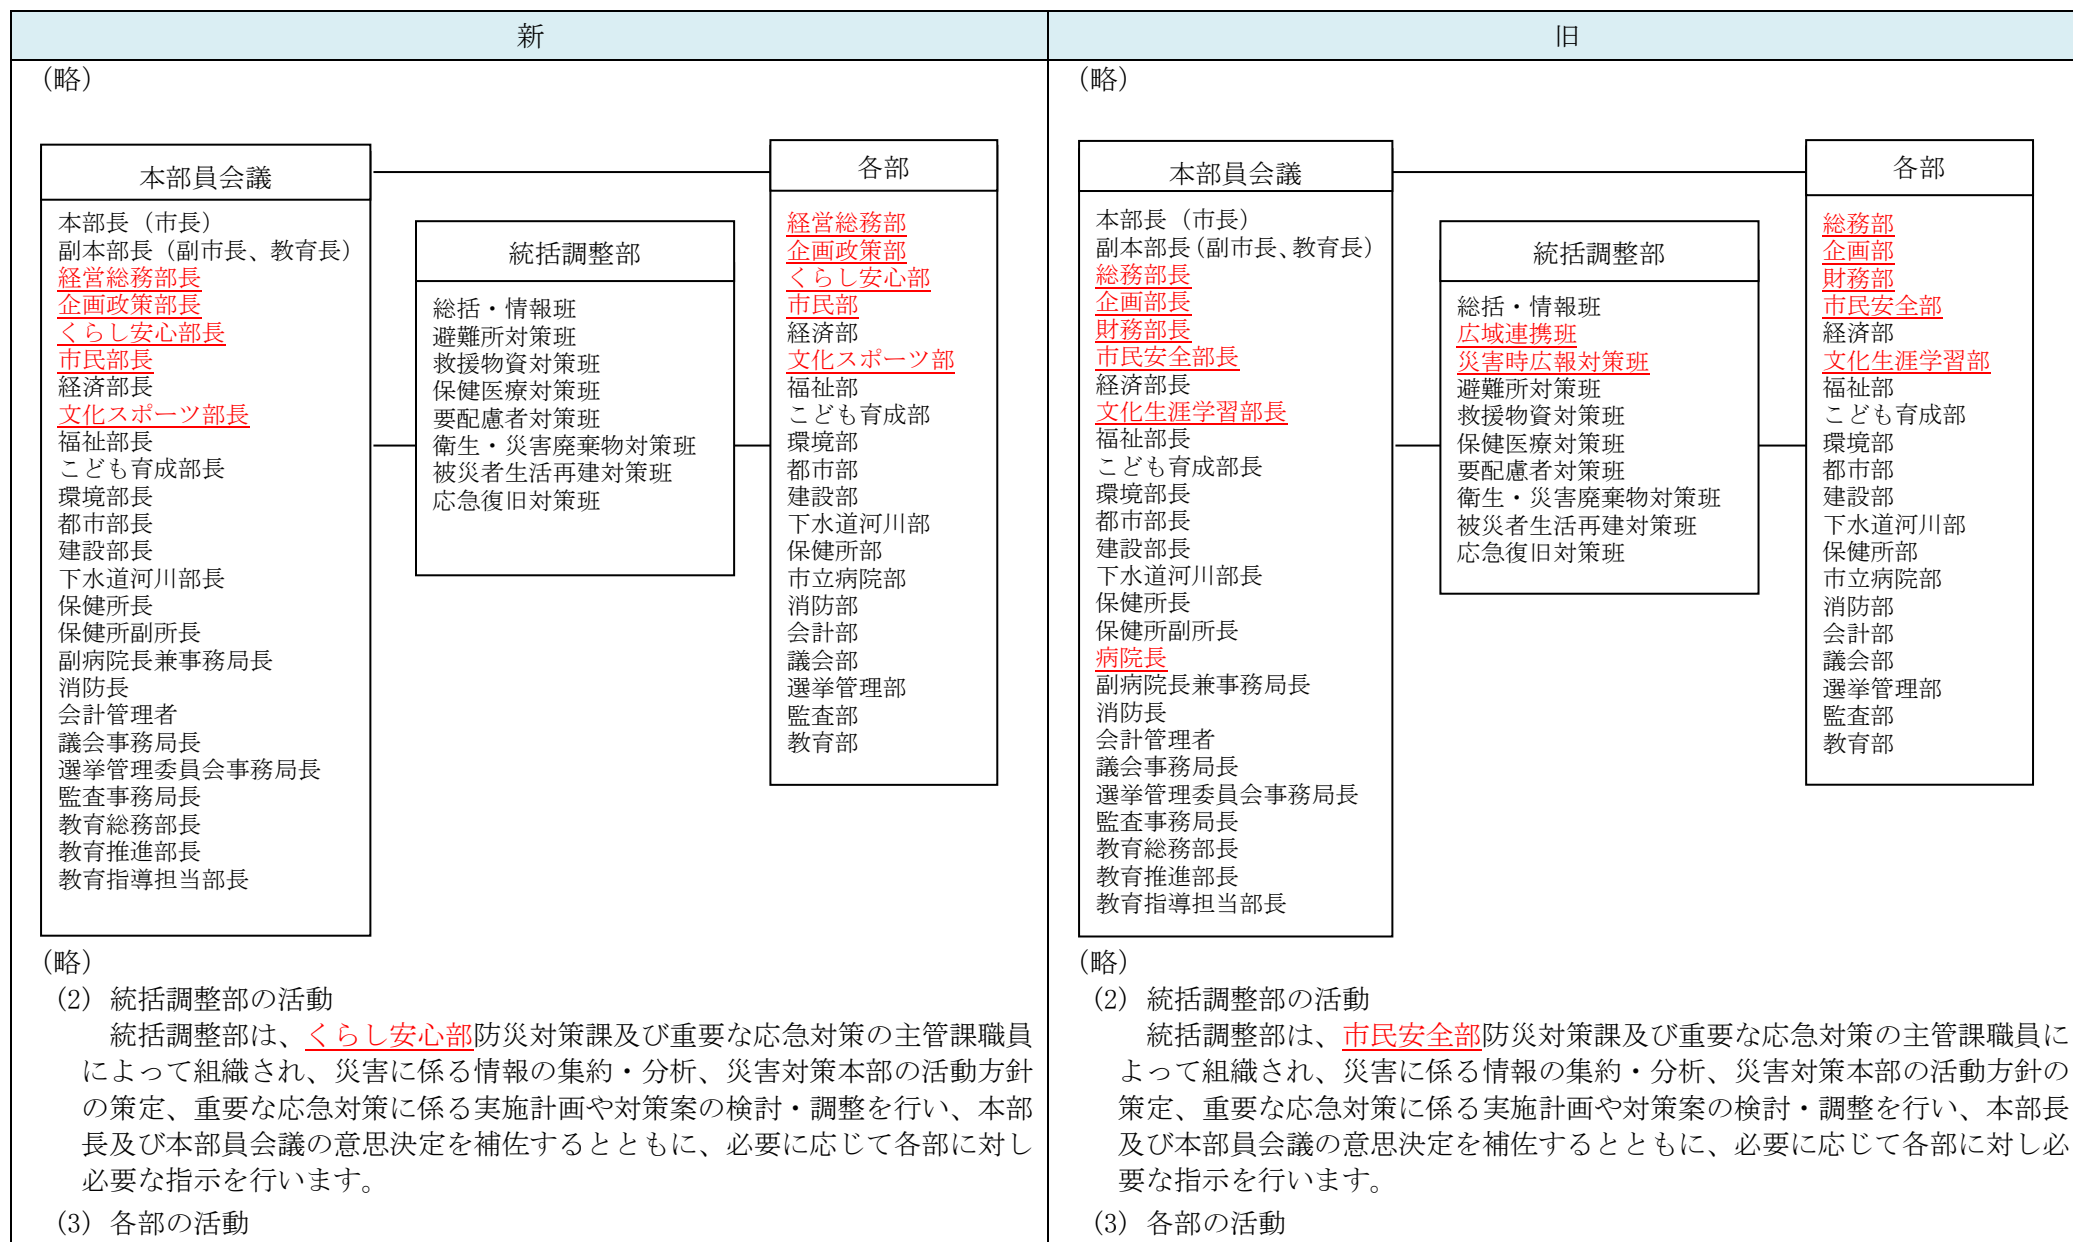 新
(略)
本部員会議
本部長（市長）
副本部長（副市長、教育長）
経営総務部長
企画政策部長
くらし安心部長
市民部長
経済部長
文化スポーツ部長
福祉部長
こども育成部長
環境部長
都市部長
建設部長
下水道河川部長
保健所長
保健所副所長
副病院長兼事務局長
消防長
会計管理者
議会事務局長
選挙管理委員会事務局長
監査事務局長
教育総務部長
教育推進部長
教育指導担当部長
統括調整部
総括・情報班
避難所対策班
救援物資対策班
保健医療対策班
要配慮者対策班
衛生・災害廃棄物対策班
被災者生活再建対策班
応急復旧対策班
各部
経営総務部
企画政策部
くらし安心部
市民部
経済部
文化スポーツ部
福祉部
こども育成部
環境部
都市部
建設部
下水道河川部
保健所部
市立病院部
消防部
会計部
議会部
選挙管理部
監査部
教育部
(略)
(2) 統括調整部の活動
統括調整部は、くらし安心部防災対策課及び重要な応急対策の主管課職員
によって組織され、災害に係る情報の集約・分析、災害対策本部の活動方針
の策定、重要な応急対策に係る実施計画や対策案の検討・調整を行い、本部
長及び本部員会議の意思決定を補佐するとともに、必要に応じて各部に対し
必要な指示を行います。
(3) 各部の活動
旧
(略)
本部員会議
本部長（市長）
副本部長（副市長、教育長）
総務部長
企画部長
財務部長
市民安全部長
経済部長
文化生涯学習部長
福祉部長
こども育成部長
環境部長
都市部長
建設部長
下水道河川部長
保健所長
保健所副所長
病院長
副病院長兼事務局長
消防長
会計管理者
議会事務局長
選挙管理委員会事務局長
監査事務局長
教育総務部長
教育推進部長
教育指導担当部長
統括調整部
総括・情報班
広域連携班
災害時広報対策班
避難所対策班
救援物資対策班
保健医療対策班
要配慮者対策班
衛生・災害廃棄物対策班
被災者生活再建対策班
応急復旧対策班
各部
総務部
企画部
財務部
市民安全部
経済部
文化生涯学習部
福祉部
こども育成部
環境部
都市部
建設部
下水道河川部
保健所部
市立病院部
消防部
会計部
議会部
選挙管理部
監査部
教育部
(略)
(2) 統括調整部の活動
統括調整部は、市民安全部防災対策課及び重要な応急対策の主管課職員に
よって組織され、災害に係る情報の集約・分析、災害対策本部の活動方針の
策定、重要な応急対策に係る実施計画や対策案の検討・調整を行い、本部長
及び本部員会議の意思決定を補佐するとともに、必要に応じて各部に対し必
要な指示を行います。
(3) 各部の活動